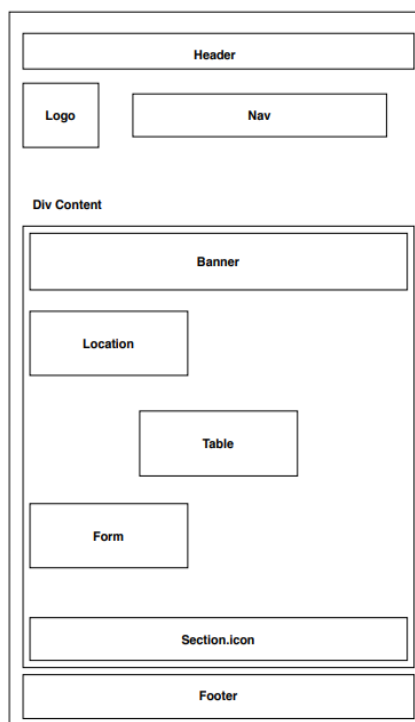 Header
Logo
Nav
Div Content
Banner
Location
Table
Form
Section.icon
Footer